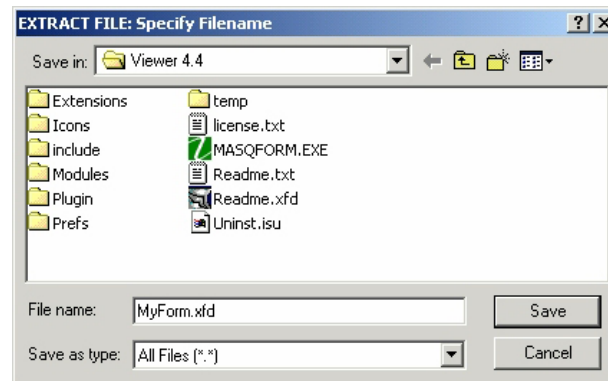 EXTRACT FILE: Specify Filename
Save in: Viewer 4.4
Extensions
Icons
include
Modules
Plugin
Prefs
temp
license.txt
MASQFORM.EXE
Readme.txt
Readme.xfd
Uninst.isu
File name: MyForm.xfd Save
Save as type: All Files (*.*) Cancel